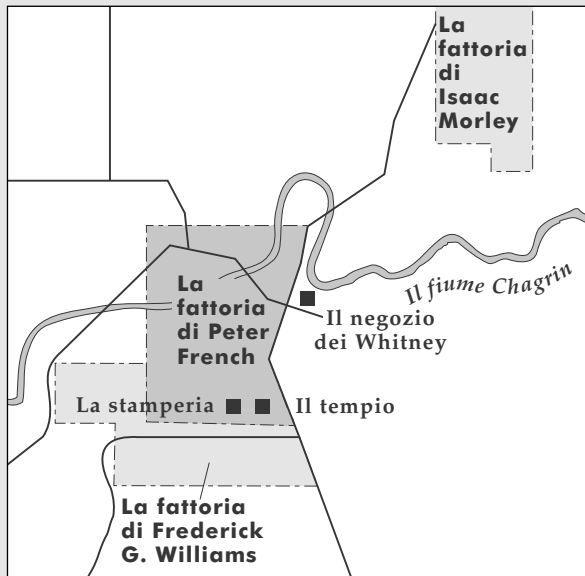 La
fattoria
di
Isaac
Morley
Il fiume Chagrin
La
fattoria
di Peter
French
Il negozio
dei Whitney
La stamperia
Il tempio
La fattoria
di Frederick
G. Williams